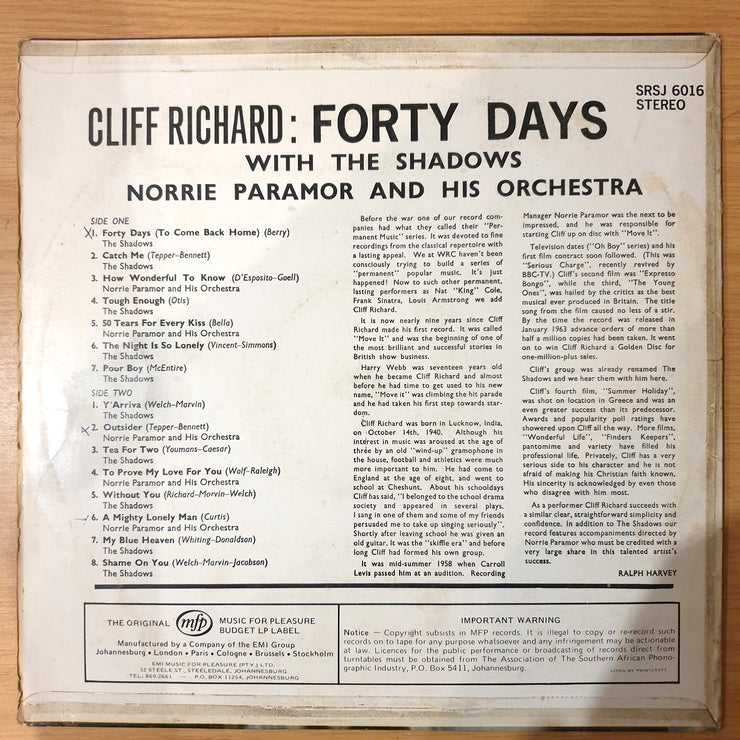 SRSJ 6016
STEREO
CLIFF RICHARD: FORTY DAYS
WITH THE SHADOWS
NORRIE PARAMOR AND HIS ORCHESTRA
SIDE ONE
1. Forty Days (To Come Back Home) (Berry)
The Shadows
2. Catch Me (Tepper-Bennett)
The Shadows
3. How Wonderful To Know (D'Esposito-Goell)
Norrie Paramor and His Orchestra
4. Tough Enough (Otis)
The Shadows
5. 50 Tears For Every Kiss (Bella)
Norrie Paramor and His Orchestra
6. The Night Is So Lonely (Vincent-Simmons)
The Shadows
7. Poor Boy (McEntire)
The Shadows
SIDE TWO
1. Y'Arriva (Welch-Marvin)
The Shadows
2. Outsider (Tepper-Bennett)
Norrie Paramor and His Orchestra
3. Tea For Two (Youmans-Caesar)
The Shadows
4. To Prove My Love For You (Wolf-Raleigh)
Norrie Paramor and His Orchestra
5. Without You (Richard-Marvin-Welch)
The Shadows
6. A Mighty Lonely Man (Curtis)
Norrie Paramor and His Orchestra
7. My Blue Heaven (Whiting-Donaldson)
The Shadows
8. Shame On You (Welch-Marvin-Jacobson)
The Shadows
Before the war one of our record com-
panies had what they called their "Per-
manent Music" series. It was devoted to fine
recordings from the classical repertoire with
a lasting appeal. We at WRC haven't been
consciously trying to build a series of
"permanent" popular music. It's just
happened! Now to such other permanent,
lasting performers as Nat "King" Cole,
Frank Sinatra, Louis Armstrong we add
Cliff Richard.
It is now nearly nine years since Cliff
Richard made his first record. It was called
"Move It" and was the beginning of one of
the most brilliant and successful stories in
British show business.
Harry Webb was seventeen years old
when he became Cliff Richard and almost
before he had time to get used to his new
name, "Move it" was climbing the hit parade
and he had taken his first step towards star-
dom.
Cliff Richard was born in Lucknow, India,
on October 14th, 1940. Although his
interest in music was aroused at the age of
three by an old "wind-up" gramophone in
the house, football and athletics were much
more important to him. He had come to
England at the age of eight, and went to
school at Cheshunt. About his schooldays
Cliff has said, "I belonged to the school drama
society and appeared in several plays.
I sang in one of them and some of my friends
persuaded me to take up singing seriously".
Shortly after leaving school he was given an
old guitar. It was the "skiffle era" and before
long Cliff had formed his own group.
It was mid-summer 1958 when Carroll
Levis passed him at an audition. Recording
Manager Norrie Paramor was the next to be
impressed, and he was responsible for
starting Cliff up on disc with "Move It".
Television dates ("Oh Boy" series) and his
first film contract soon followed. (This was
"Serious Charge", recently revived by
BBC-TV.) Cliff's second film was "Expresso
Bongo", while the third, "The Young
Ones", was hailed by the critics as the best
musical ever produced in Britain. The title
song from the film caused no less of a stir.
By the time the record was released in
January 1963 advance orders of more than
half a million copies had been taken. It went
on to win Cliff Richard a Golden Disc for
one-million-plus sales.
Cliff's group was already renamed The
Shadows and we hear them with him here.
Cliff's fourth film, "Summer Holiday",
was shot on location in Greece and was an
even greater success than its predecessor.
Awards and popularity poll ratings have
showered upon Cliff all the way. More films,
"Wonderful Life", "Finders Keepers",
pantomime and variety have filled his
professional life. Privately, Cliff has a very
serious side to his character and he is not
afraid of making his Christian faith known.
His sincerity is acknowledged by even those
who disagree with him most.
As a performer Cliff Richard succeeds with
a similar clear, straightforward simplicity and
confidence. In addition to The Shadows our
record features accompaniments directed by
Norrie Paramor who must be credited with a
very large share in this talented artist's
success.
RALPH HARVEY
THE ORIGINAL mfp MUSIC FOR PLEASURE
BUDGET LP LABEL
Manufactured by a Company of the EMI Group
Johannesburg • London • Paris • Cologne • Brussels • Stockholm
EMI MUSIC FOR PLEASURE (PTY.) LTD.
32 STEELE ST., STEELEDALE, JOHANNESBURG
TEL: 869-2661 — P.O. BOX 11254, JOHANNESBURG
IMPORTANT WARNING
Notice — Copyright subsists in MFP records. It is illegal to copy or re-record such
records on to tape for any purpose whatsoever and any infringement may be actionable
at law. Licences for the public performance or broadcasting of records direct from
turntables must be obtained from The Association of The Southern African Phono-
graphic Industry, P.O. Box 5411, Johannesburg.
LITHO BY PRINTCRAFT